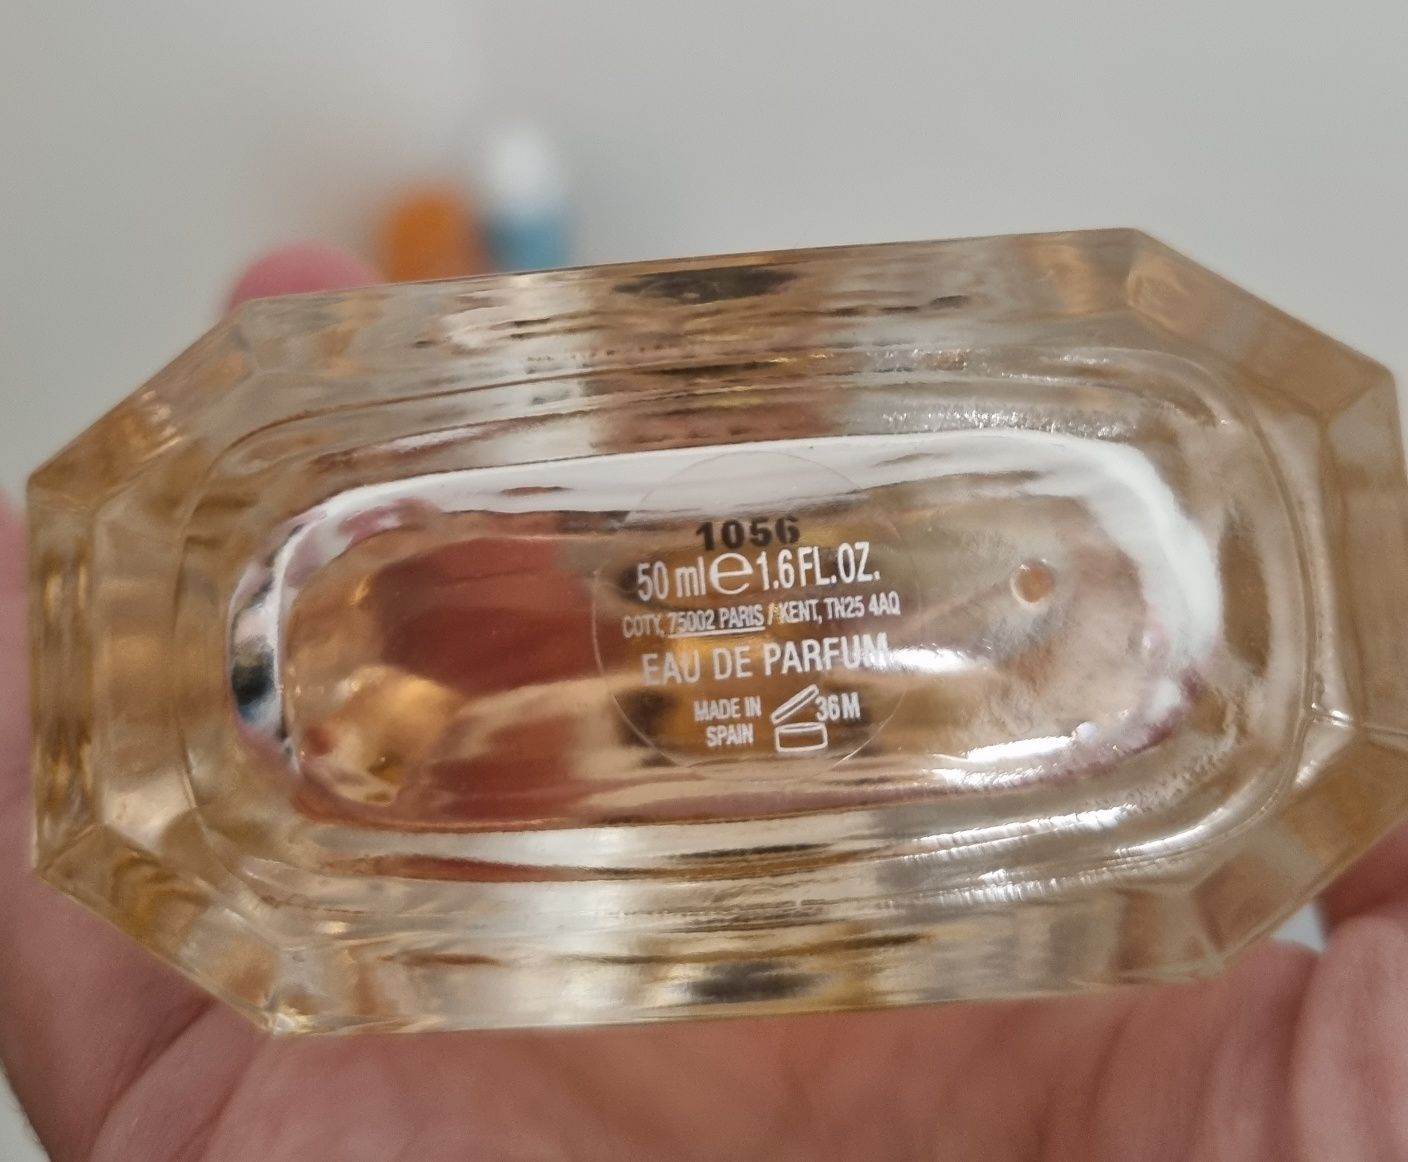 1056
50 ml e 1.6 FL.OZ.
COTY, 75002 PARIS / KENT, TN25 4AQ
EAU DE PARFUM
MADE IN
SPAIN
36M